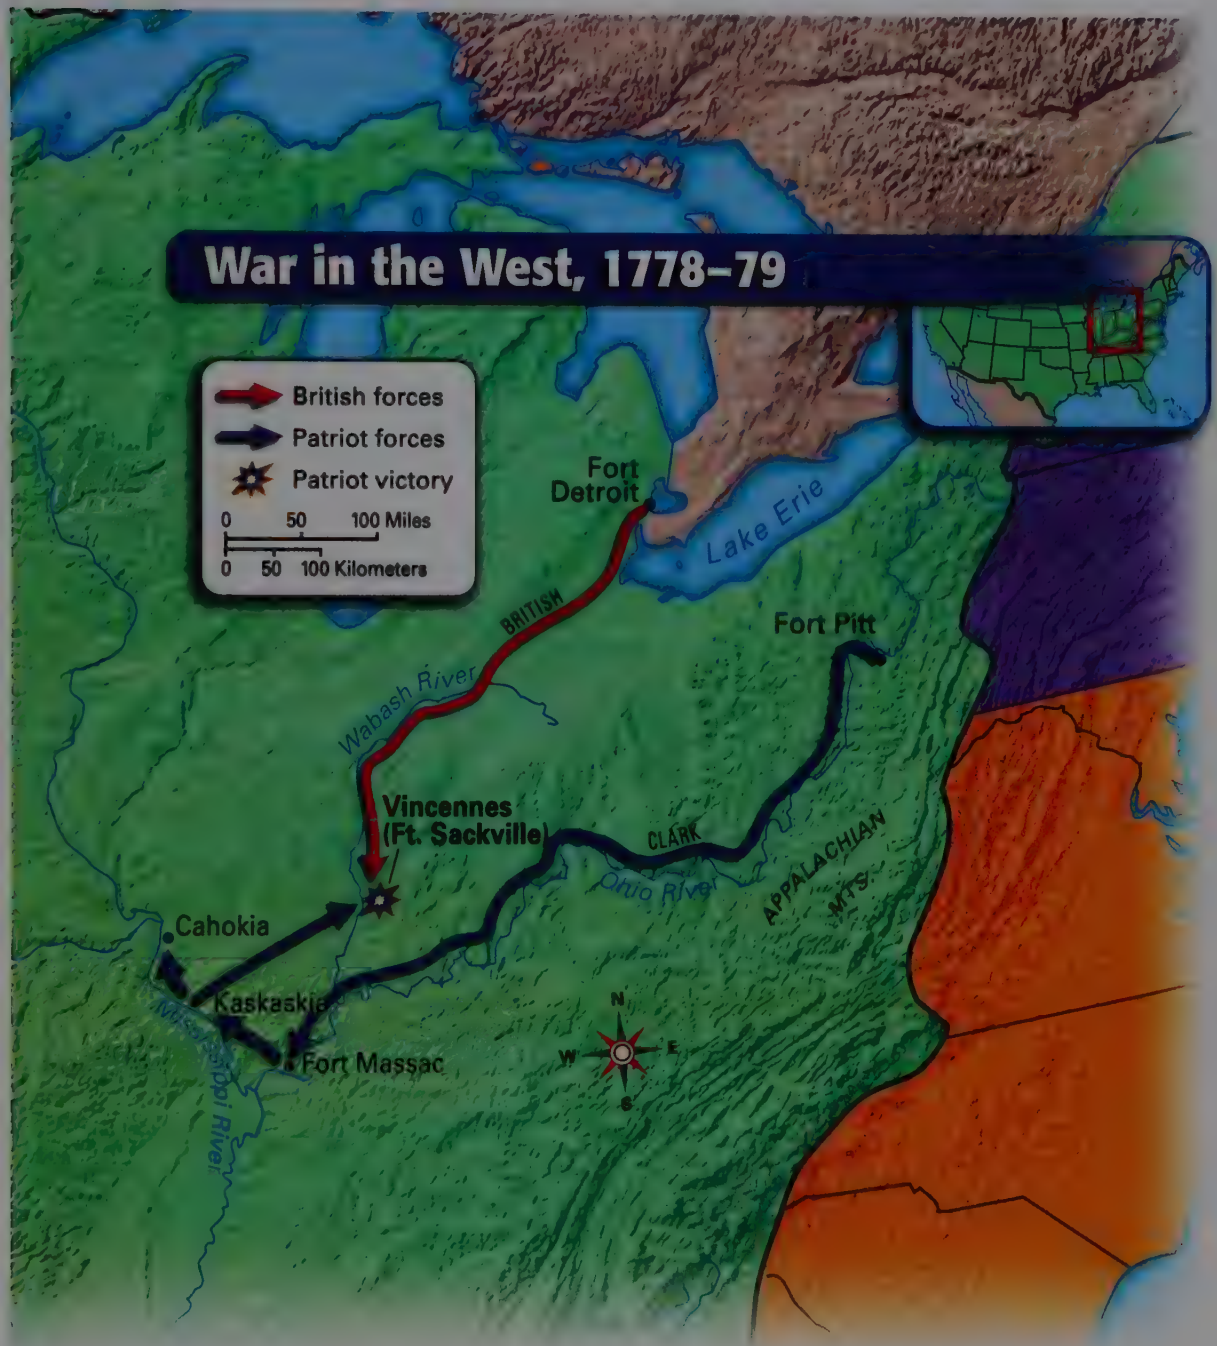 War in the West, 1778–79
British forces
Patriot forces
Patriot victory
0 50 100 Miles
0 50 100 Kilometers
Fort
Detroit
Lake Erie
BRITISH
Fort Pitt
Wabash River
Vincennes
(Ft. Sackville)
CLARK
Ohio River
APPALACHIAN
MTS.
Cahokia
Kaskaskia
Mississippi River
Fort Massac
N
W E
S